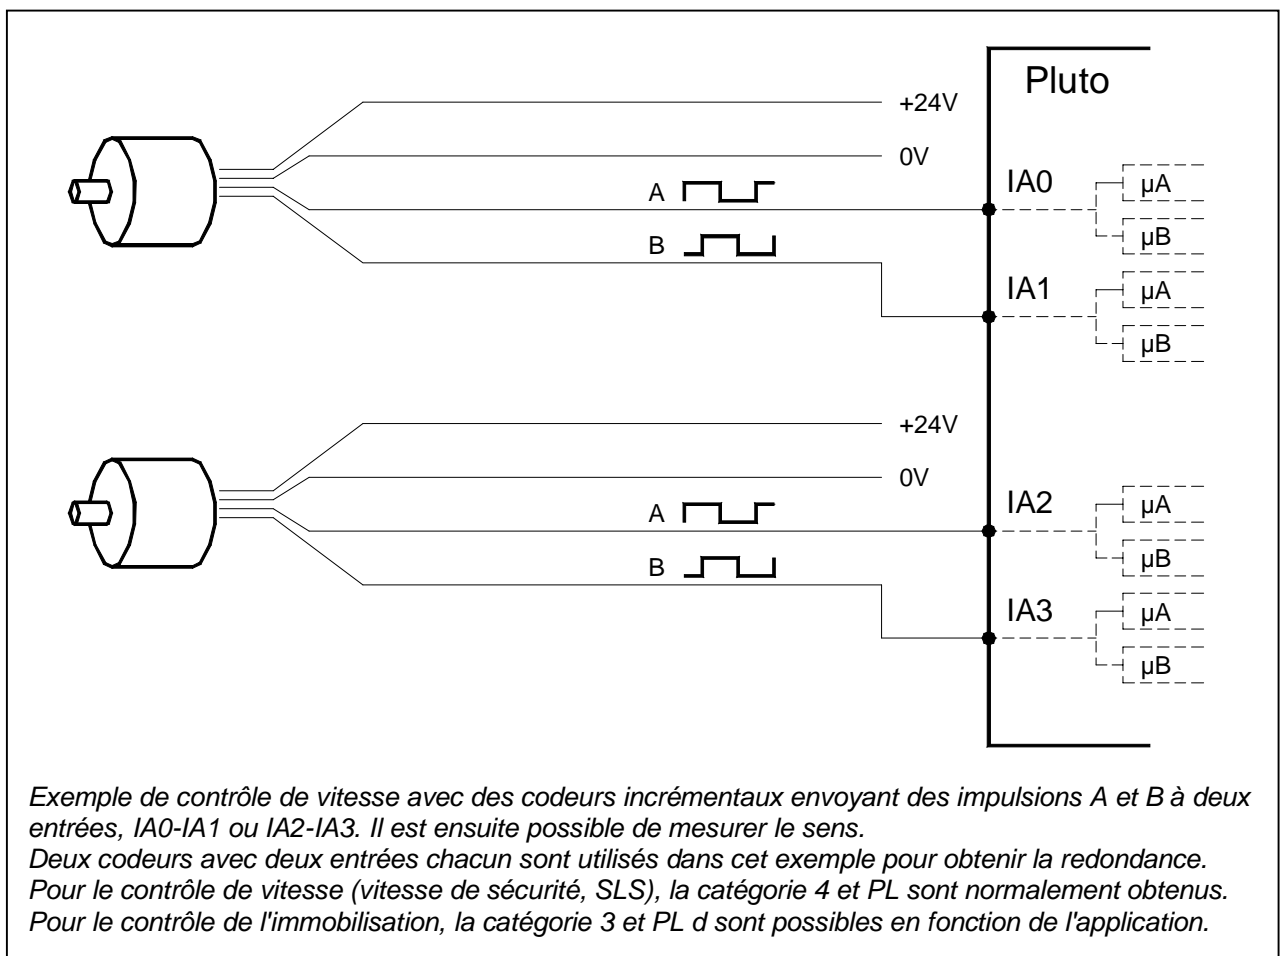 Pluto
+24V
0V
A
B
IA0
µA
µB
IA1
µA
µB
+24V
0V
A
B
IA2
µA
µB
IA3
µA
µB
Exemple de contrôle de vitesse avec des codeurs incrémentaux envoyant des impulsions A et B à deux
entrées, IA0-IA1 ou IA2-IA3. Il est ensuite possible de mesurer le sens.
Deux codeurs avec deux entrées chacun sont utilisés dans cet exemple pour obtenir la redondance.
Pour le contrôle de vitesse (vitesse de sécurité, SLS), la catégorie 4 et PL sont normalement obtenus.
Pour le contrôle de l'immobilisation, la catégorie 3 et PL d sont possibles en fonction de l'application.